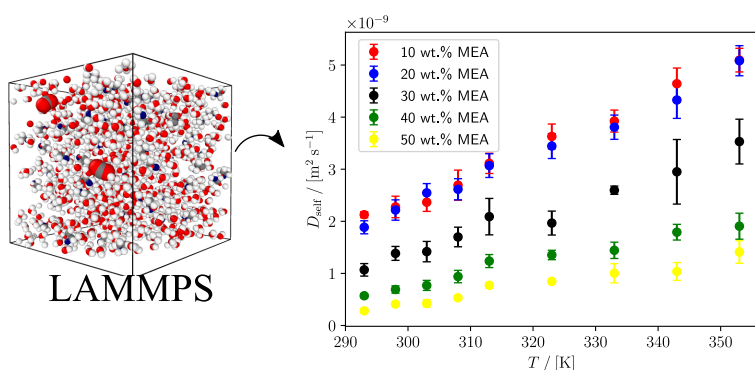 LAMMPS
×10⁻⁹
D_self / [m² s⁻¹]
5
4
3
2
1
0
10 wt.% MEA
20 wt.% MEA
30 wt.% MEA
40 wt.% MEA
50 wt.% MEA
290 300 310 320 330 340 350
T / [K]